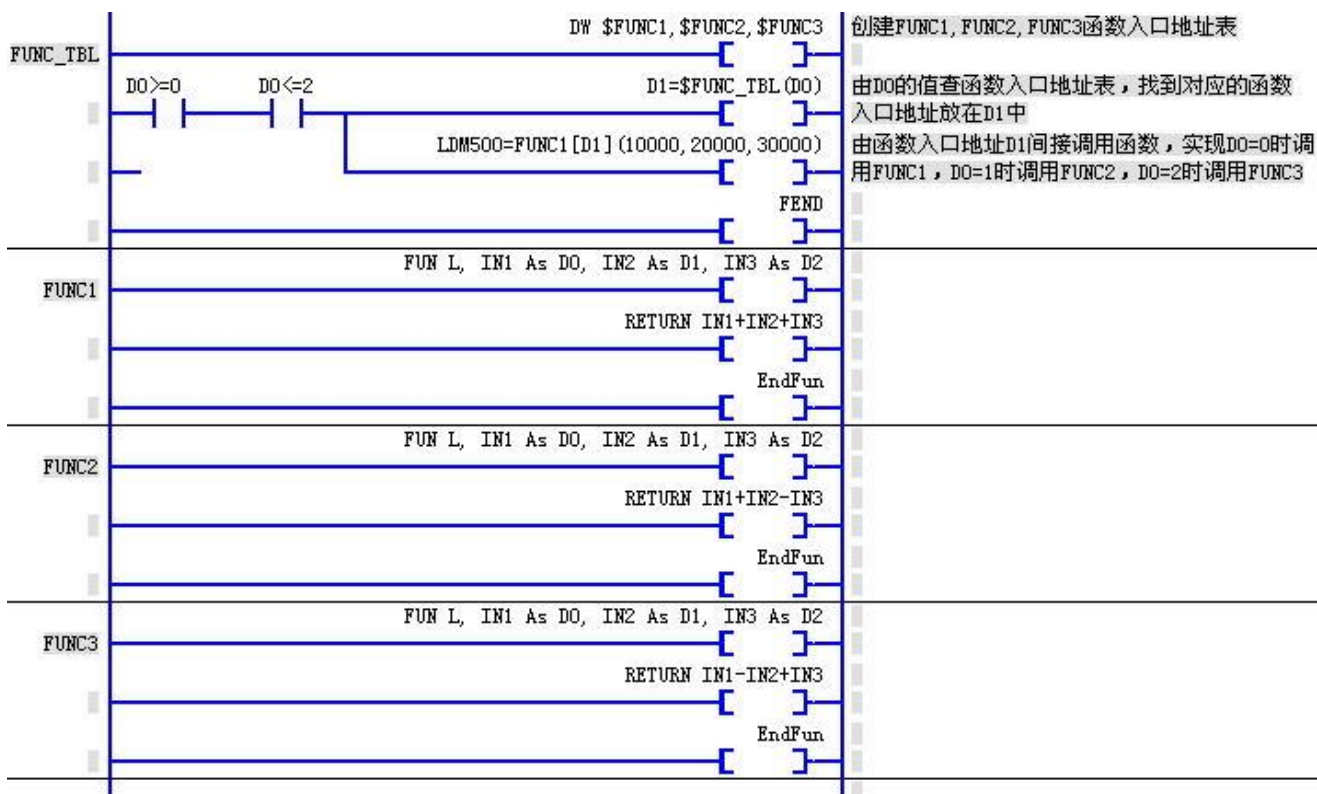 DW $FUNC1,$FUNC2,$FUNC3
创建FUNC1,FUNC2,FUNC3函数入口地址表
FUNC_TBL
D0>=0
D0<=2
D1=$FUNC_TBL(D0)
由D0的值查函数入口地址表，找到对应的函数
入口地址放在D1中
LDM500=FUNC1[D1](10000,20000,30000)
由函数入口地址D1间接调用函数，实现D0=0时调
用FUNC1，D0=1时调用FUNC2，D0=2时调用FUNC3
FEND
FUN L, IN1 As D0, IN2 As D1, IN3 As D2
FUNC1
RETURN IN1+IN2+IN3
EndFun
FUN L, IN1 As D0, IN2 As D1, IN3 As D2
FUNC2
RETURN IN1+IN2-IN3
EndFun
FUN L, IN1 As D0, IN2 As D1, IN3 As D2
FUNC3
RETURN IN1-IN2+IN3
EndFun